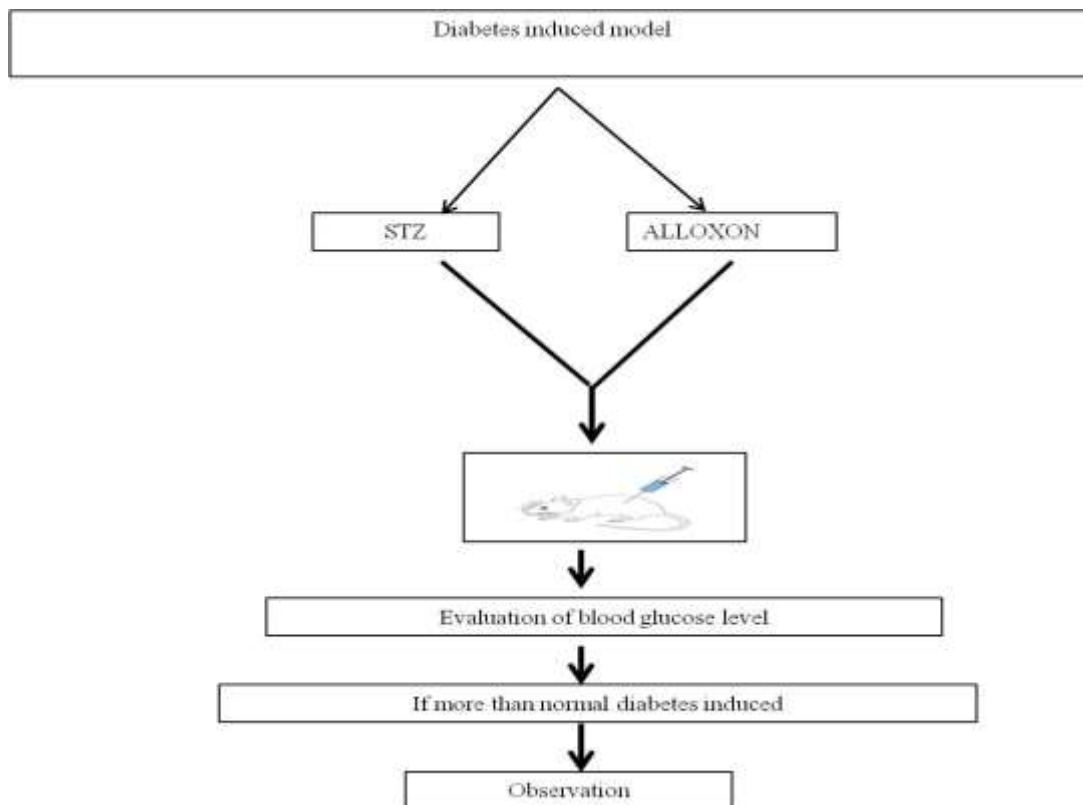 Diabetes induced model
STZ
ALLOXON
Evaluation of blood glucose level
If more than normal diabetes induced
Observation